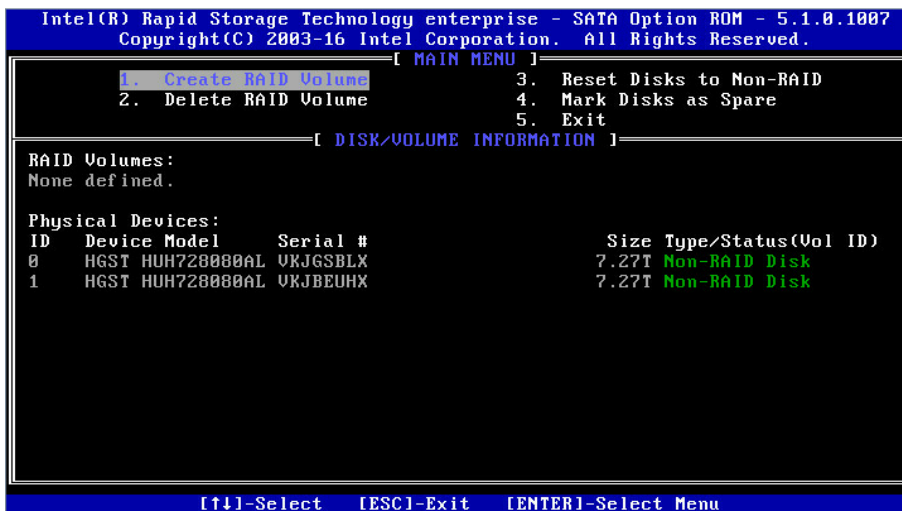 Intel(R) Rapid Storage Technology enterprise - SATA Option ROM - 5.1.0.1007
Copyright(C) 2003-16 Intel Corporation. All Rights Reserved.
[ MAIN MENU ]
1. Create RAID Volume 3. Reset Disks to Non-RAID
2. Delete RAID Volume 4. Mark Disks as Spare
5. Exit
[ DISK/VOLUME INFORMATION ]
RAID Volumes:
None defined.
Physical Devices:
ID Device Model Serial # Size Type/Status(Vol ID)
0 HGST HUH728080AL VKJGSBLX 7.27T Non-RAID Disk
1 HGST HUH728080AL VKJBEUHX 7.27T Non-RAID Disk
[↑↓]-Select [ESC]-Exit [ENTER]-Select Menu